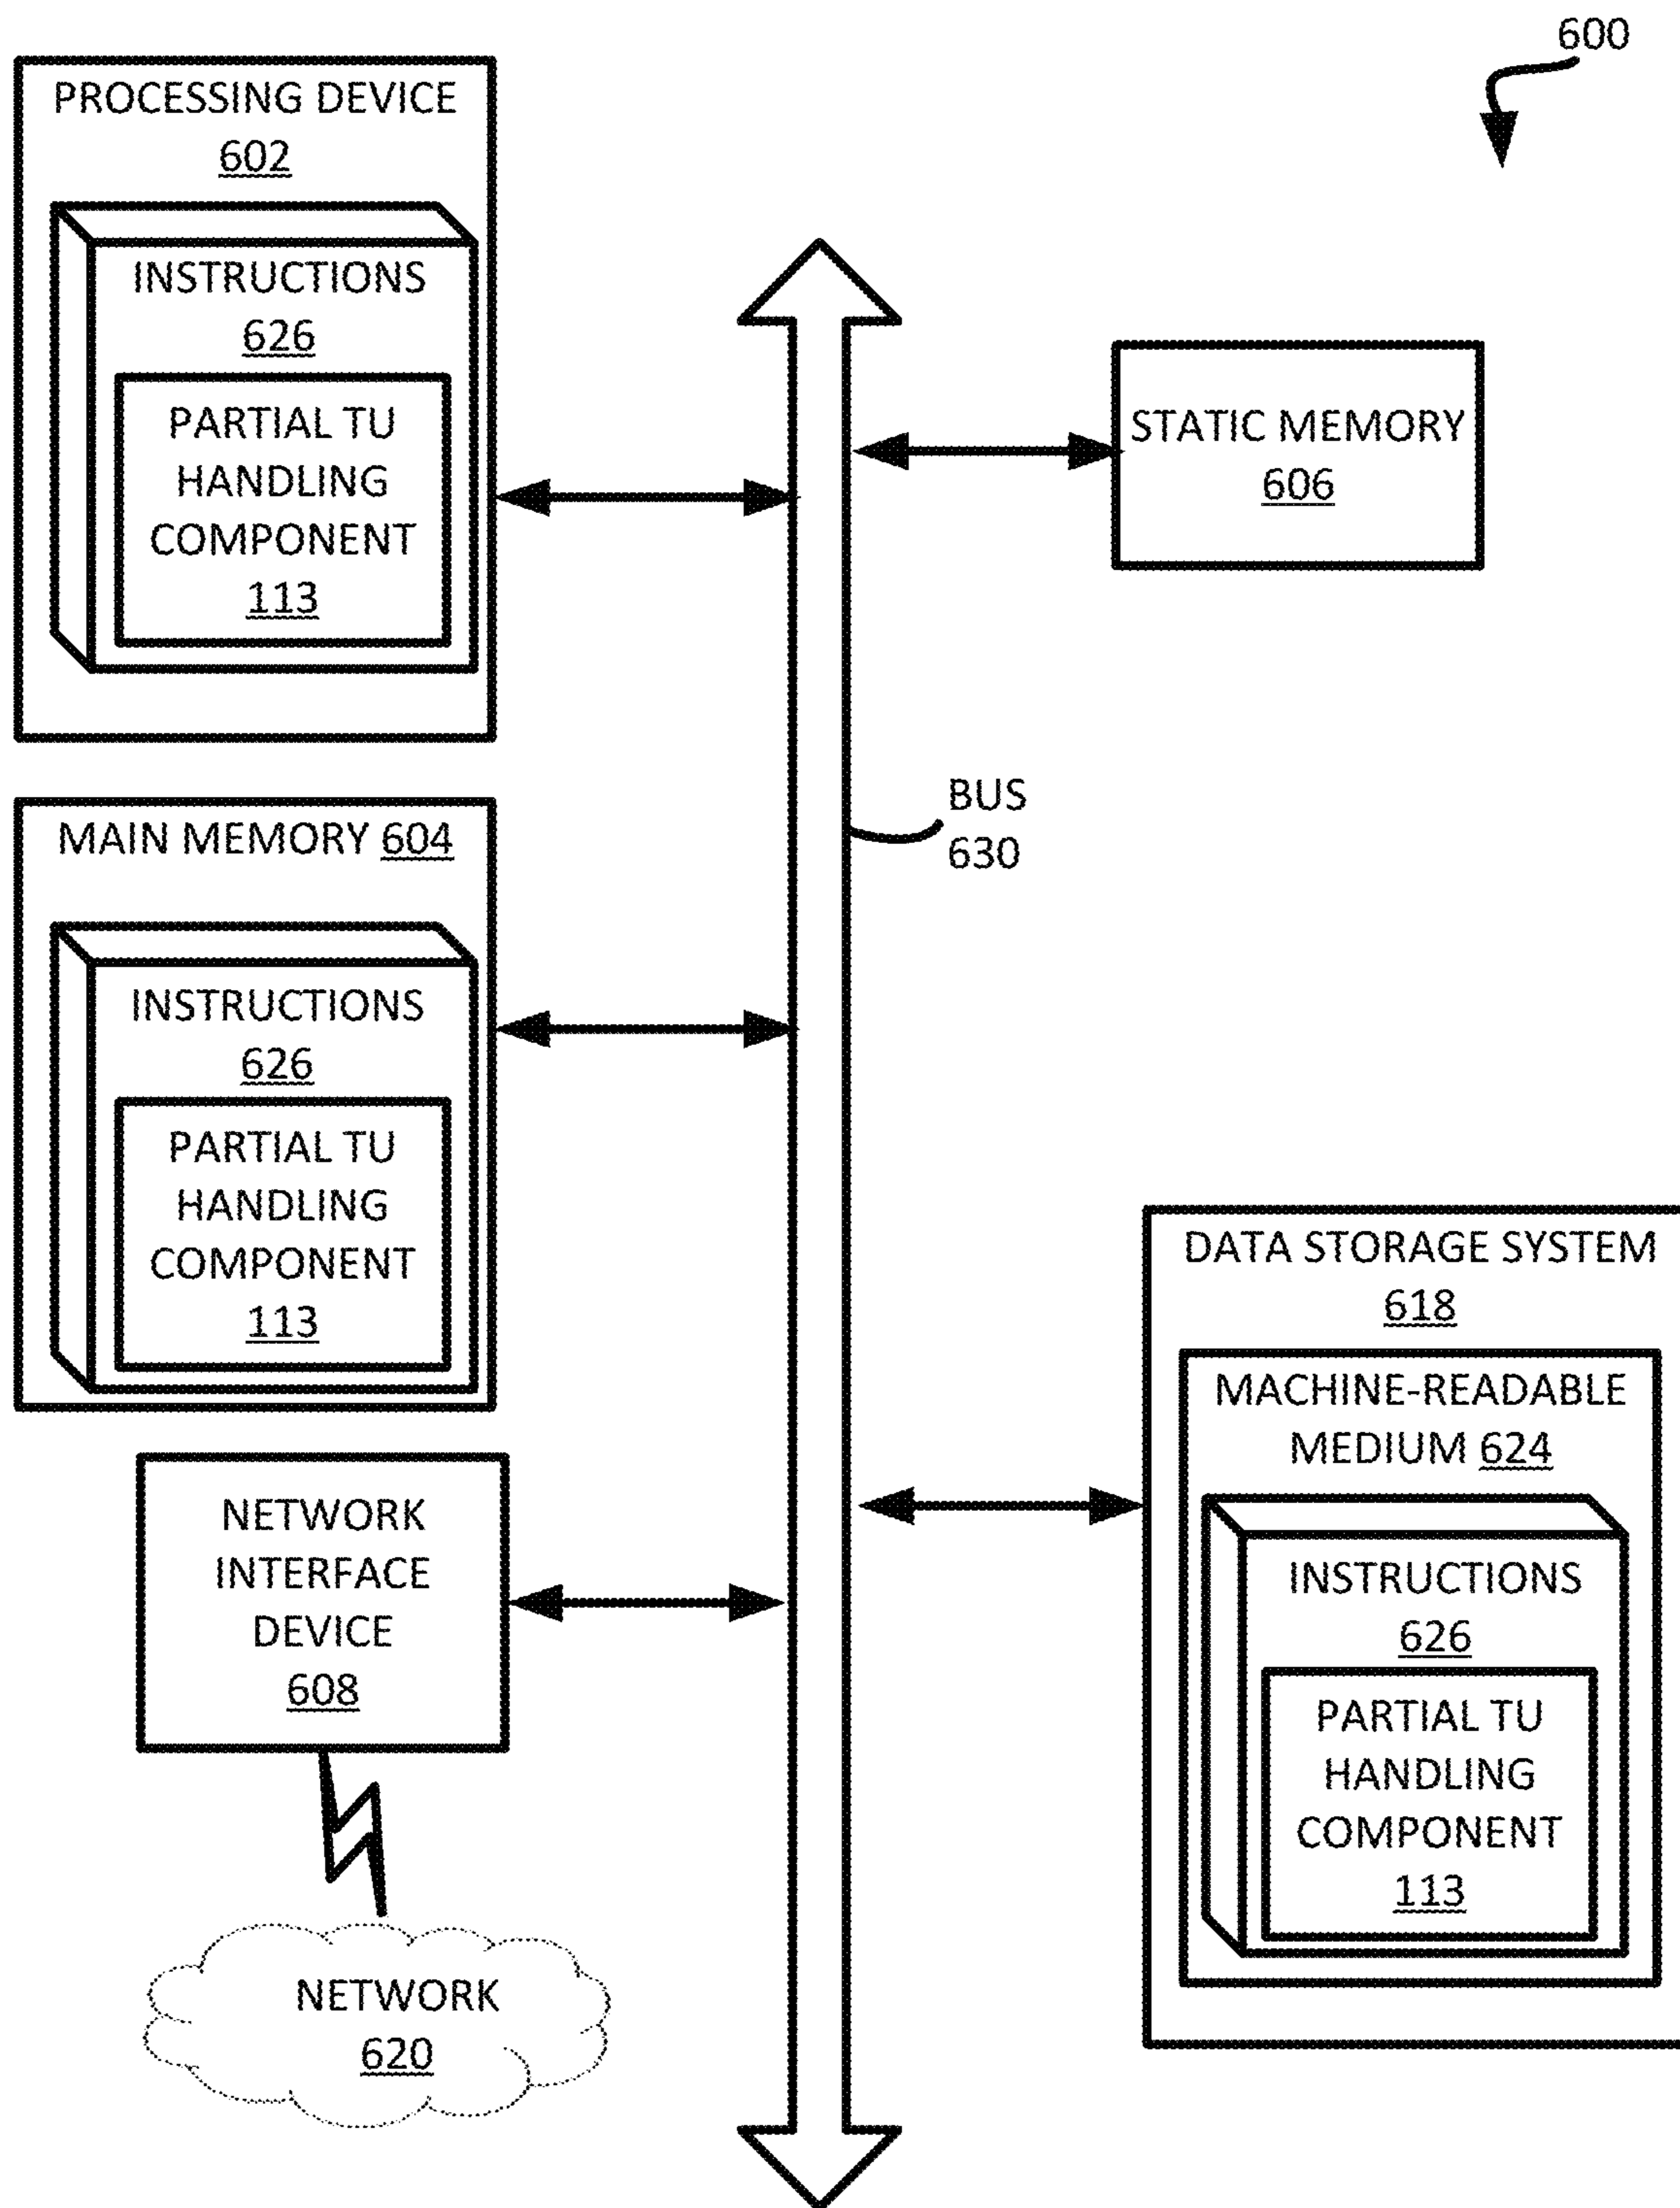 600
PROCESSING DEVICE
602
INSTRUCTIONS
626
PARTIAL TU
HANDLING
COMPONENT
113
STATIC MEMORY
606
BUS
630
MAIN MEMORY 604
INSTRUCTIONS
626
PARTIAL TU
HANDLING
COMPONENT
113
DATA STORAGE SYSTEM
618
MACHINE-READABLE
MEDIUM 624
INSTRUCTIONS
626
PARTIAL TU
HANDLING
COMPONENT
113
NETWORK
INTERFACE
DEVICE
608
NETWORK
620